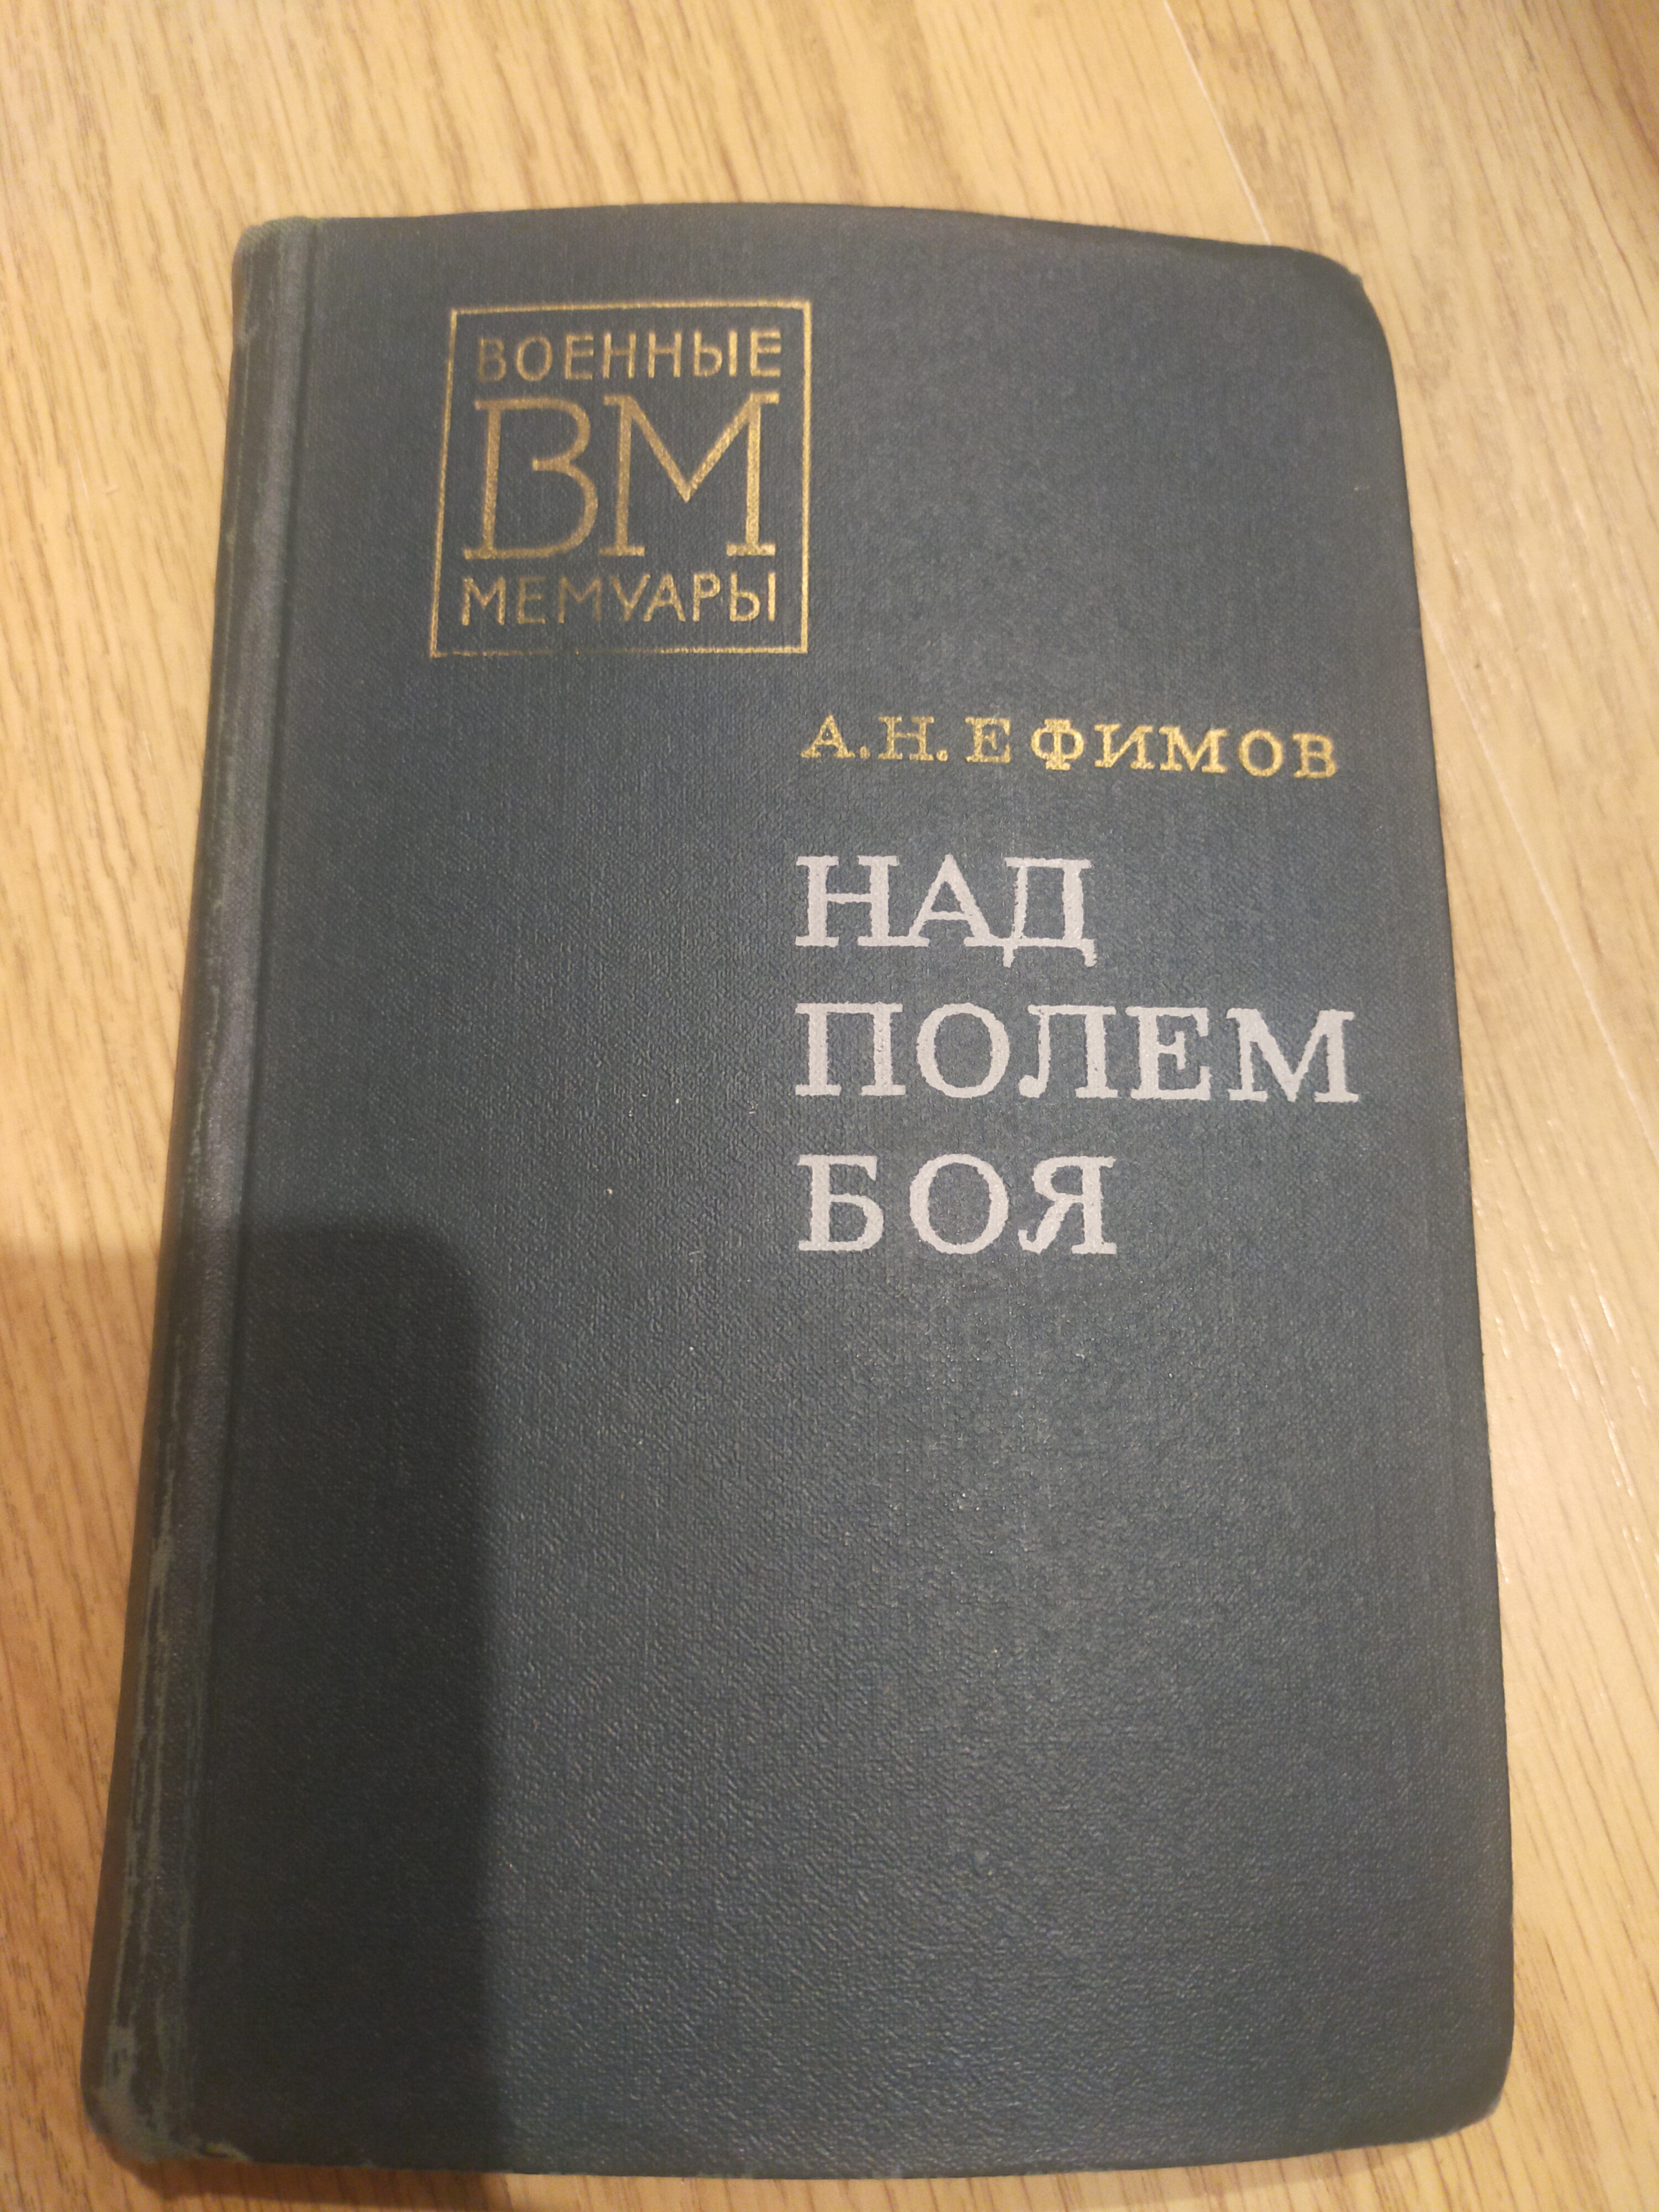 ВОЕННЫЕ
ВМ
МЕМУАРЫ
А.Н.ЕФИМОВ
НАД
ПОЛЕМ
БОЯ